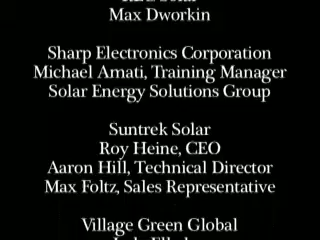 Max Dworkin
Sharp Electronics Corporation
Michael Amati, Training Manager
Solar Energy Solutions Group
Suntrek Solar
Roy Heine, CEO
Aaron Hill, Technical Director
Max Foltz, Sales Representative
Village Green Global